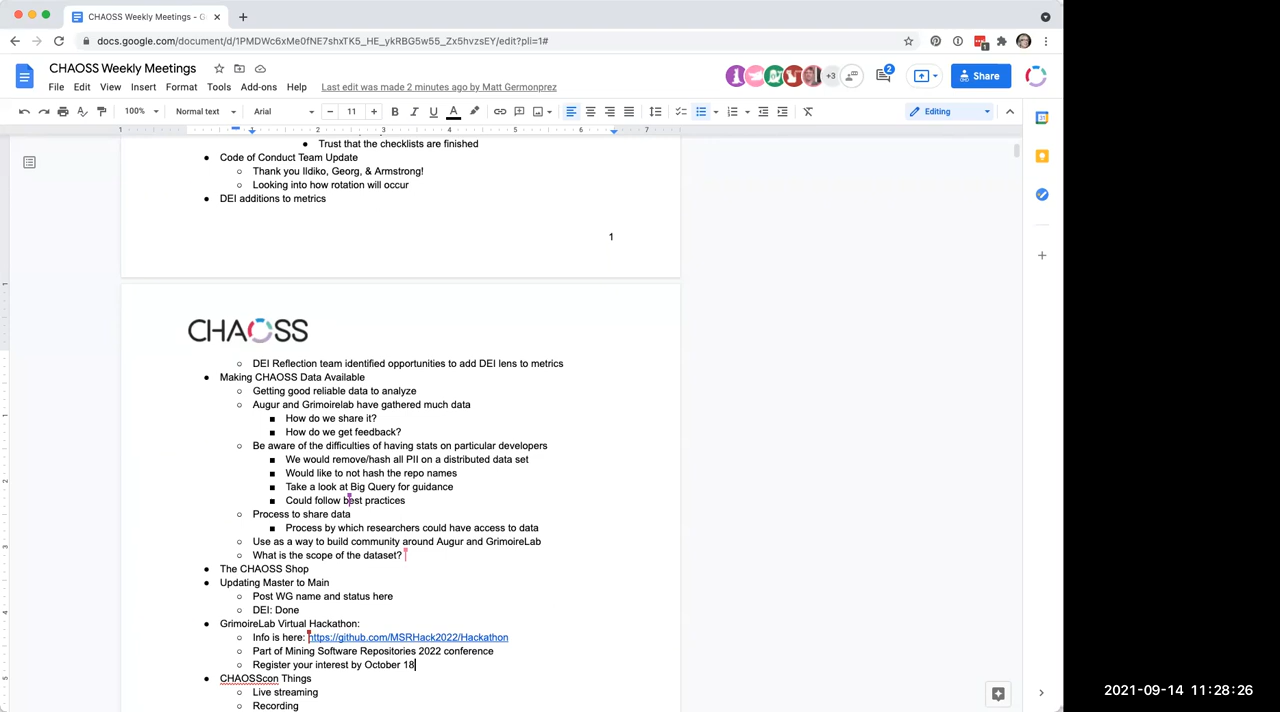 CHAOSS Weekly Meetings - G
docs.google.com/document/d/1PMDWc6xMe0fNE7shxTK5_HE_ykRBG5w55_Zx5hvzsEY/edit?pli=1#
1
CHAOSS Weekly Meetings
File Edit View Insert Format Tools Add-ons Help Last edit was made 2 minutes ago by Matt Germonprez
+3
2
Share
100% Normal text Arial 11 B I U A Editing
1 1 2 3 4 5 6 7
Trust that the checklists are finished
Code of Conduct Team Update
Thank you Ildiko, Georg, & Armstrong!
Looking into how rotation will occur
DEI additions to metrics
1
CHAOSS
DEI Reflection team identified opportunities to add DEI lens to metrics
Making CHAOSS Data Available
Getting good reliable data to analyze
Augur and Grimoirelab have gathered much data
How do we share it?
How do we get feedback?
Be aware of the difficulties of having stats on particular developers
We would remove/hash all PII on a distributed data set
Would like to not hash the repo names
Take a look at Big Query for guidance
Could follow best practices
Process to share data
Process by which researchers could have access to data
Use as a way to build community around Augur and GrimoireLab
What is the scope of the dataset?
The CHAOSS Shop
Updating Master to Main
Post WG name and status here
DEI: Done
GrimoireLab Virtual Hackathon:
Info is here: https://github.com/MSRHack2022/Hackathon
Part of Mining Software Repositories 2022 conference
Register your interest by October 18
CHAOSScon Things
Live streaming
Recording
2021-09-14 11:28:26